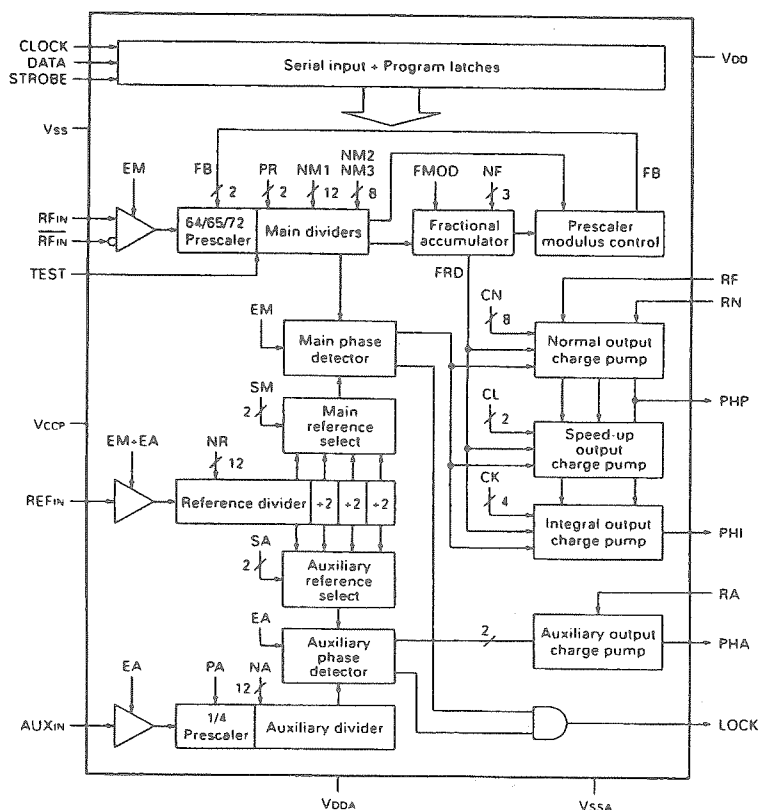 CLOCK
DATA
STROBE
Serial input + Program latches
VDD
VSS
EM
FB
2
PR
2
NM1
12
NM2
NM3
8
FMOD
NF
3
FB
RFIN
RFIN
64/65/72
Prescaler
Main dividers
Fractional
accumulator
Prescaler
modulus control
TEST
FRD
RF
RN
CN
8
EM
Main phase
detector
Normal output
charge pump
SM
2
Main
reference
select
CL
2
PHP
VCCP
Speed-up
output
charge pump
EM+EA
NR
12
CK
4
REFIN
Reference divider
÷2
÷2
÷2
Integral output
charge pump
PHI
SA
2
Auxiliary
reference
select
RA
EA
Auxiliary
phase
detector
2
Auxiliary output
charge pump
PHA
EA
PA
NA
12
AUXIN
1/4
Prescaler
Auxiliary divider
LOCK
VDDA
VSSA